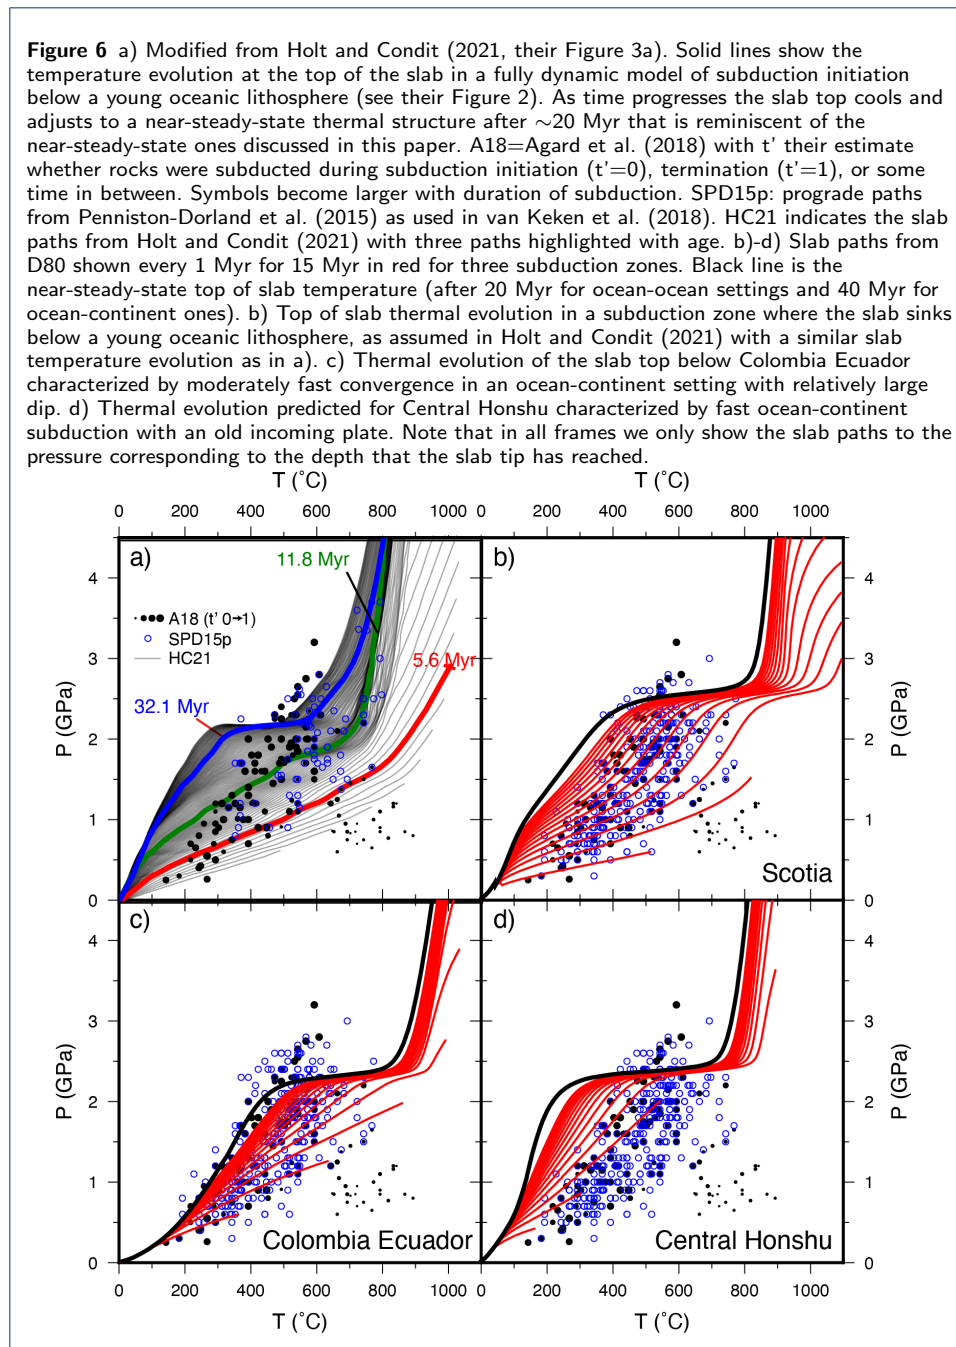 Figure 6 a) Modified from Holt and Condit (2021, their Figure 3a). Solid lines show the
temperature evolution at the top of the slab in a fully dynamic model of subduction initiation
below a young oceanic lithosphere (see their Figure 2). As time progresses the slab top cools and
adjusts to a near-steady-state thermal structure after ∼20 Myr that is reminiscent of the
near-steady-state ones discussed in this paper. A18=Agard et al. (2018) with t' their estimate
whether rocks were subducted during subduction initiation (t'=0), termination (t'=1), or some
time in between. Symbols become larger with duration of subduction. SPD15p: prograde paths
from Penniston-Dorland et al. (2015) as used in van Keken et al. (2018). HC21 indicates the slab
paths from Holt and Condit (2021) with three paths highlighted with age. b)-d) Slab paths from
D80 shown every 1 Myr for 15 Myr in red for three subduction zones. Black line is the
near-steady-state top of slab temperature (after 20 Myr for ocean-ocean settings and 40 Myr for
ocean-continent ones). b) Top of slab thermal evolution in a subduction zone where the slab sinks
below a young oceanic lithosphere, as assumed in Holt and Condit (2021) with a similar slab
temperature evolution as in a). c) Thermal evolution of the slab top below Colombia Ecuador
characterized by moderately fast convergence in an ocean-continent setting with relatively large
dip. d) Thermal evolution predicted for Central Honshu characterized by fast ocean-continent
subduction with an old incoming plate. Note that in all frames we only show the slab paths to the
pressure corresponding to the depth that the slab tip has reached.
T (°C) T (°C)
0 200 400 600 800 1000 0 200 400 600 800 1000
a) 11.8 Myr b)
4 4
A18 (t' 0→1)
SPD15p
HC21
3 5.6 Myr 3
32.1 Myr
P (GPa) P (GPa)
2 2
1 1
Scotia
0 0
c) d)
4 4
3 3
P (GPa) P (GPa)
2 2
1 1
Colombia Ecuador Central Honshu
0 0
0 200 400 600 800 0 200 400 600 800 1000
T (°C) T (°C)